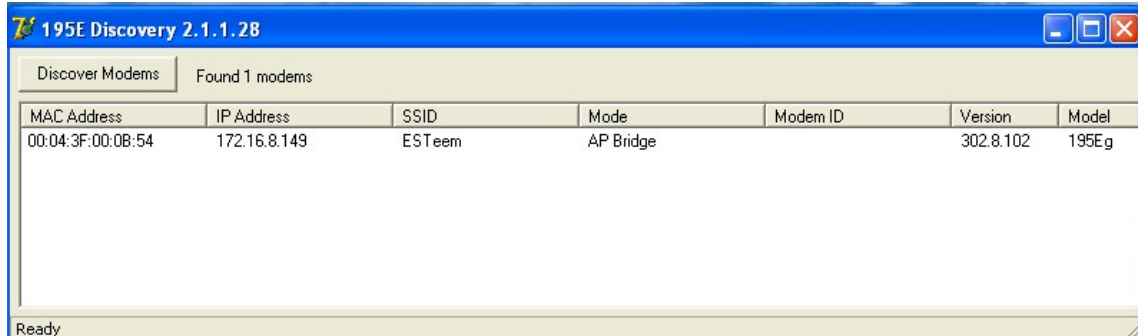 195E Discovery 2.1.1.28
Discover Modems Found 1 modems
MAC Address IP Address SSID Mode Modem ID Version Model
00:04:3F:00:0B:54 172.16.8.149 ESTeem AP Bridge 302.8.102 195Eg
Ready